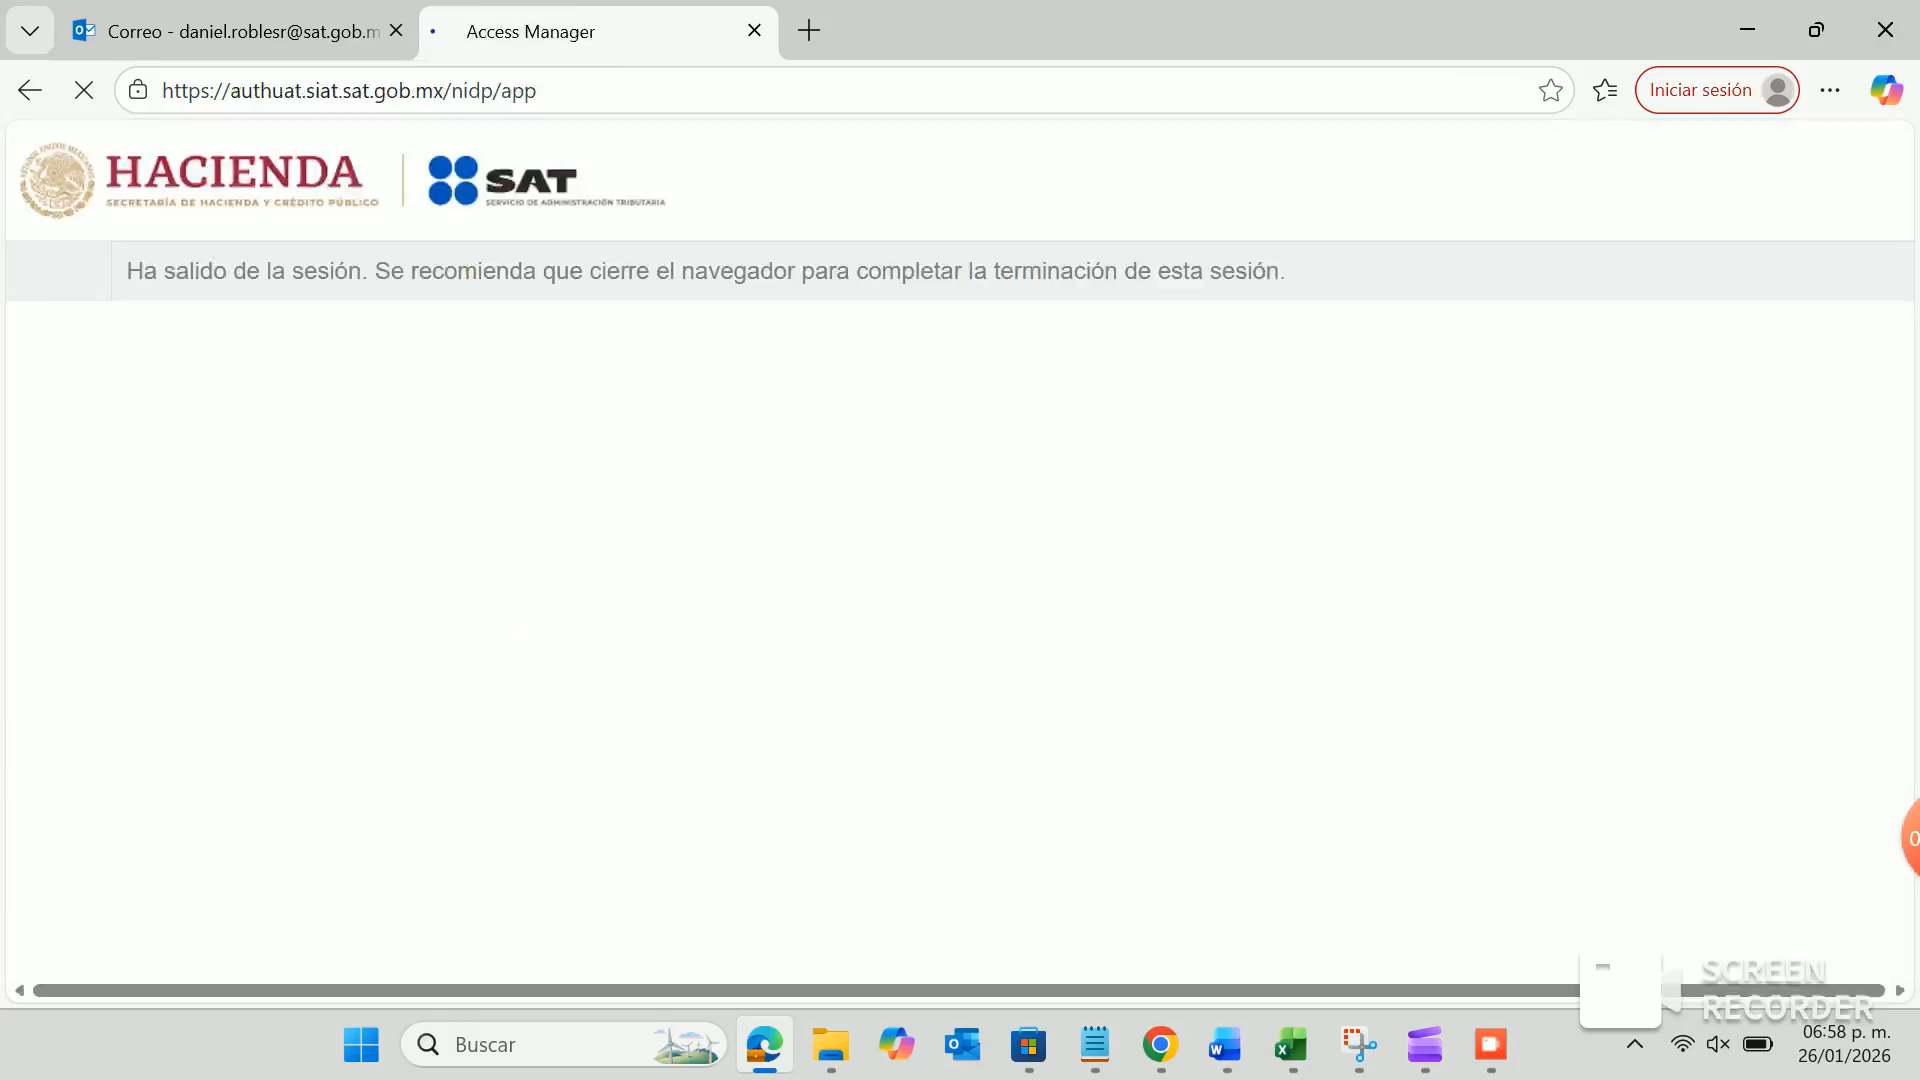 Correo - daniel.roblesr@sat.gob.m
Access Manager
https://authuat.siat.sat.gob.mx/nidp/app
Iniciar sesión
HACIENDA
SECRETARÍA DE HACIENDA Y CRÉDITO PÚBLICO
SAT
SERVICIO DE ADMINISTRACIÓN TRIBUTARIA
Ha salido de la sesión. Se recomienda que cierre el navegador para completar la terminación de esta sesión.
0
SCREEN
RECORDER
Buscar
06:58 p. m.
26/01/2026